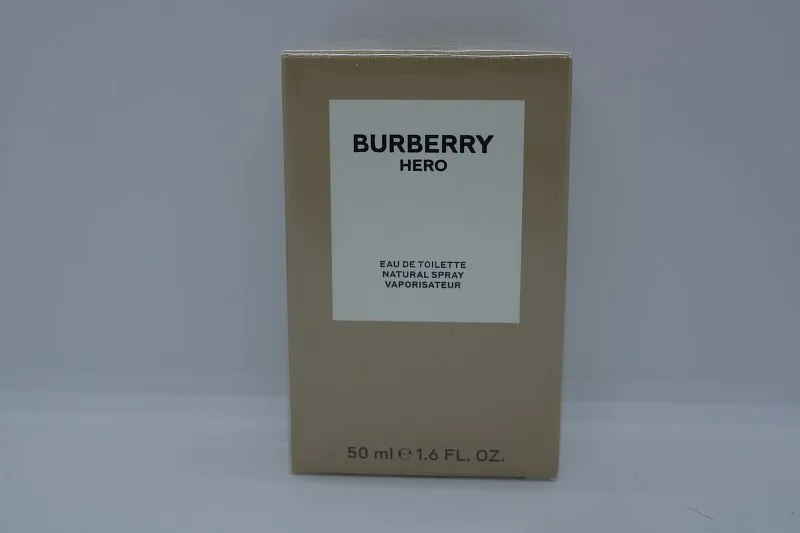 BURBERRY
HERO
EAU DE TOILETTE
NATURAL SPRAY
VAPORISATEUR
50 ml ℮ 1.6 FL. OZ.